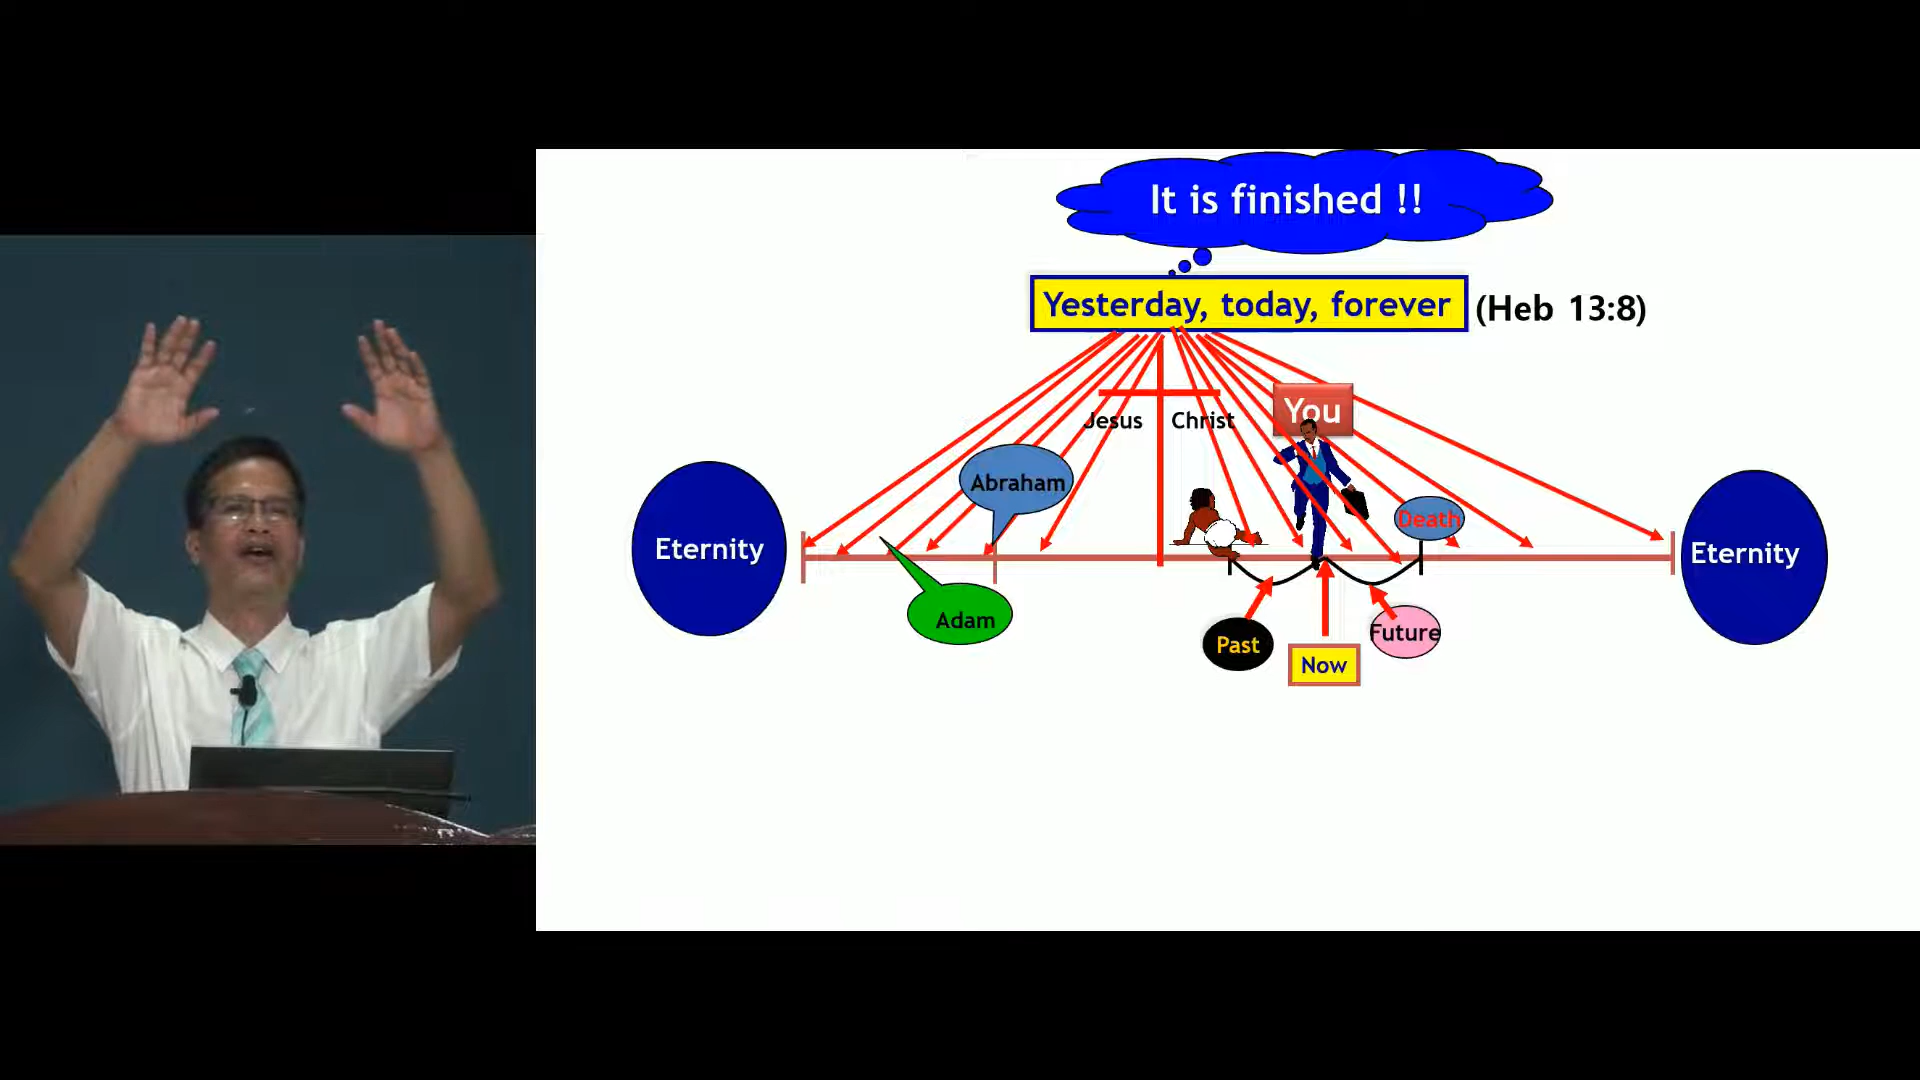 It is finished !!
Yesterday, today, forever
(Heb 13:8)
Jesus
Christ
You
Abraham
Death
Eternity
Eternity
Adam
Past
Now
Future